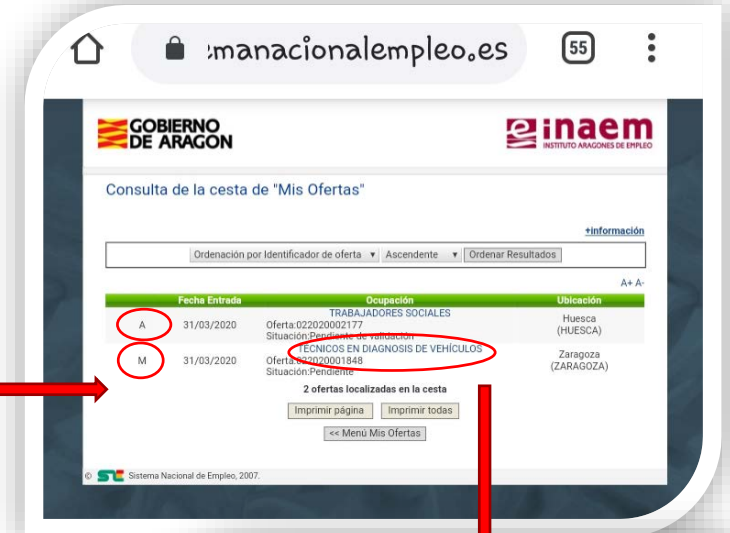 :manacionalempleo.es 55
GOBIERNO
DE ARAGON
inaem
INSTITUTO ARAGONES DE EMPLEO
Consulta de la cesta de "Mis Ofertas"
+información
Ordenación por Identificador de oferta Ascendente Ordenar Resultados
A+ A-
Fecha Entrada Ocupación Ubicación
TRABAJADORES SOCIALES
A 31/03/2020 Oferta:022020002177 Huesca
Situación:Pendiente de validación (HUESCA)
TÉCNICOS EN DIAGNOSIS DE VEHÍCULOS
M 31/03/2020 Oferta:022020001848 Zaragoza
Situación:Pendiente (ZARAGOZA)
2 ofertas localizadas en la cesta
Imprimir página Imprimir todas
<< Menú Mis Ofertas
© Sistema Nacional de Empleo, 2007.